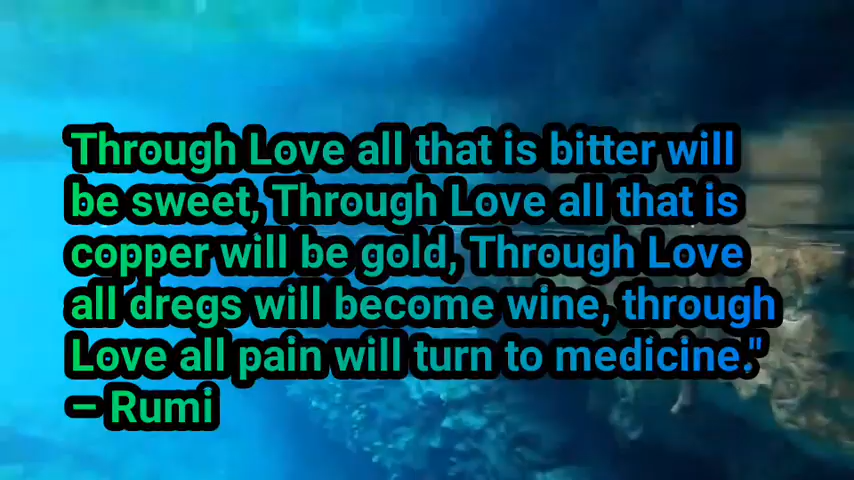 Through Love all that is bitter will
be sweet, Through Love all that is
copper will be gold, Through Love
all dregs will become wine, through
Love all pain will turn to medicine."
– Rumi